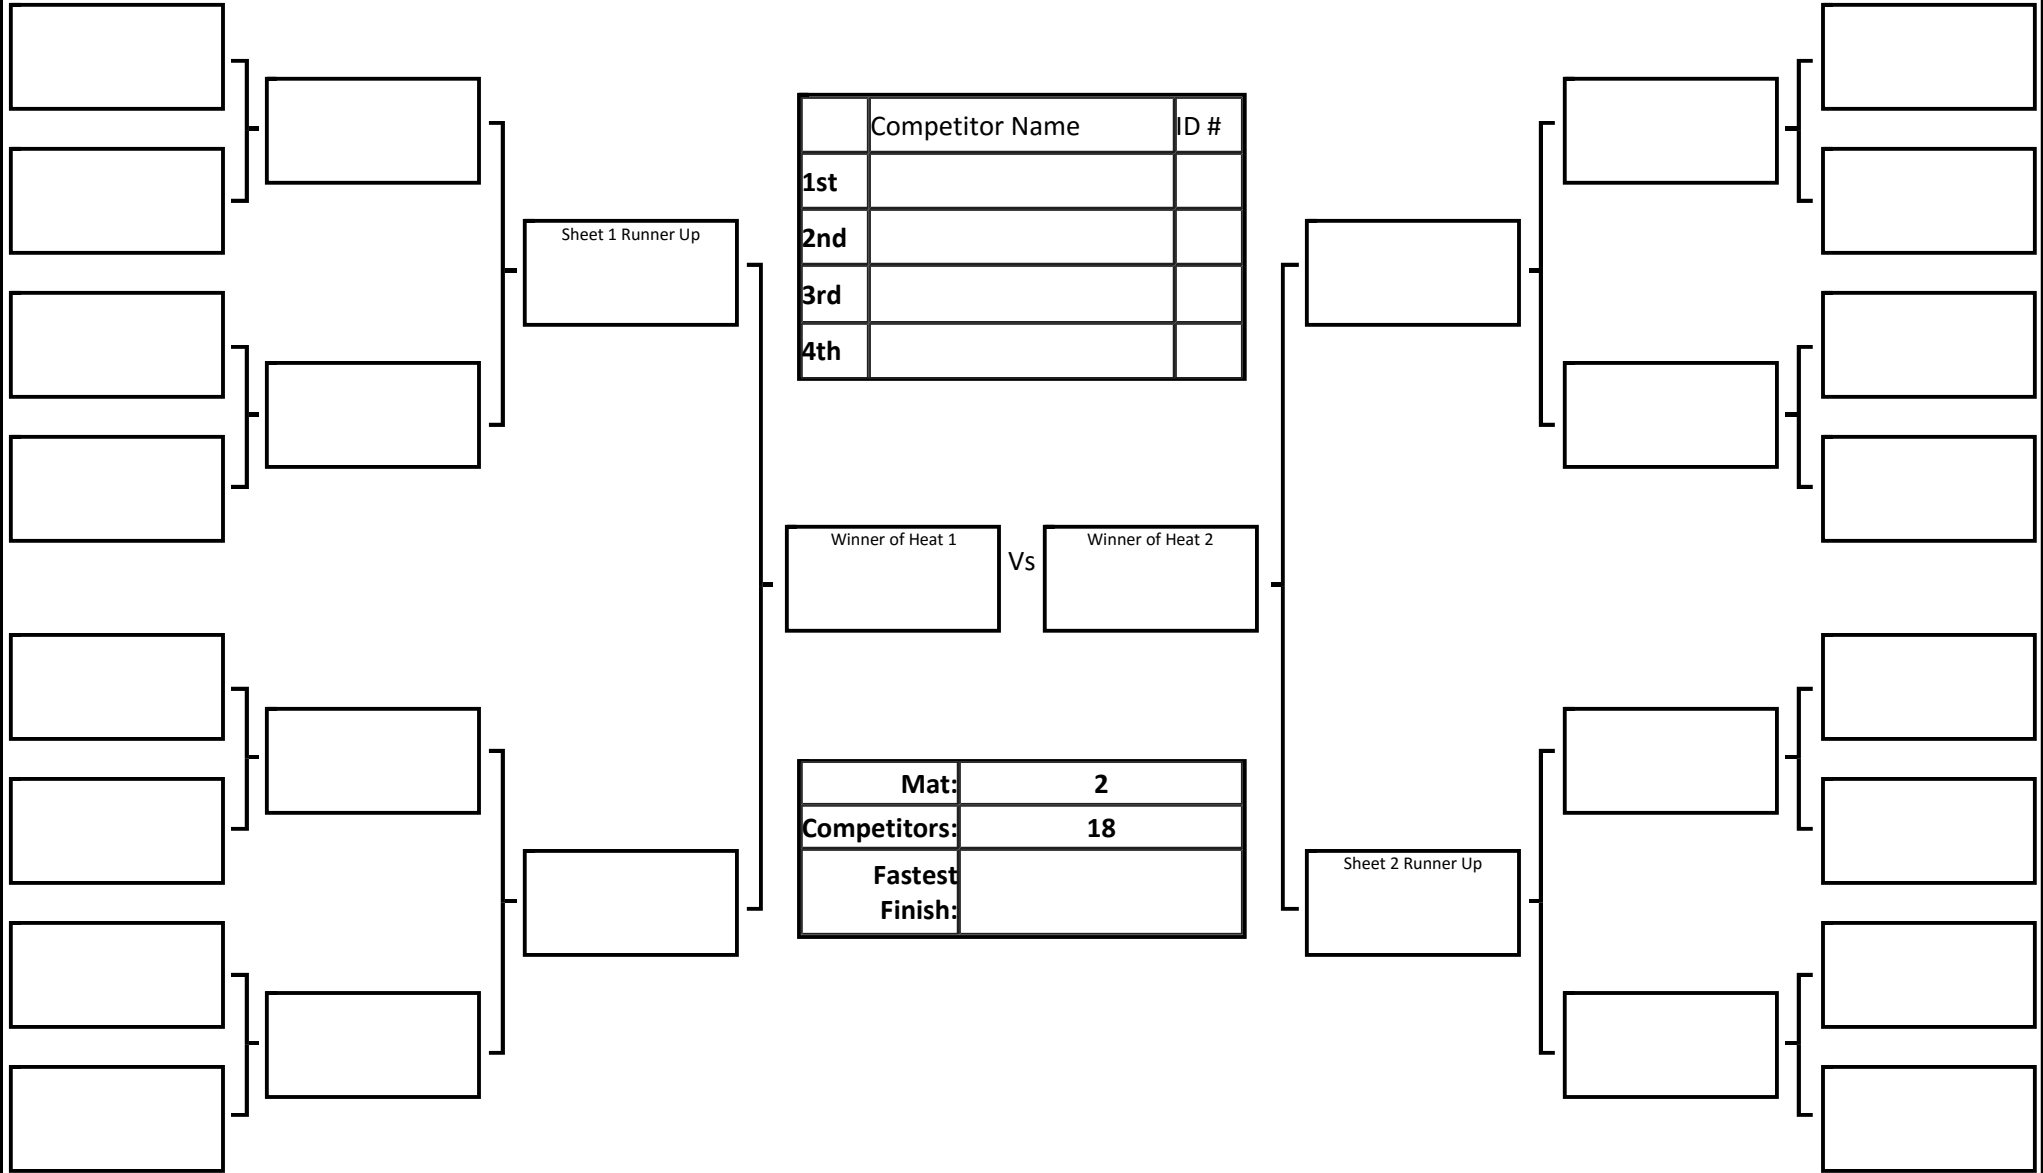 Competitor Name ID #
1st
2nd
3rd
4th
Sheet 1 Runner Up
Winner of Heat 1
Vs
Winner of Heat 2
Mat: 2
Competitors: 18
Fastest
Finish:
Sheet 2 Runner Up